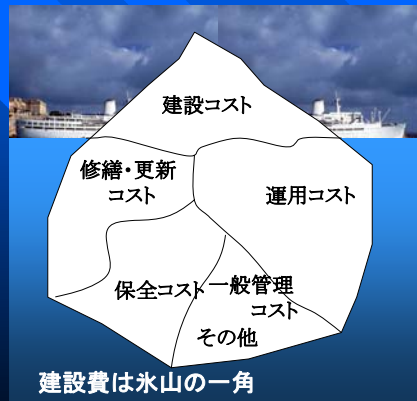 建設コスト
修繕・更新
コスト
運用コスト
保全コスト
一般管理
コスト
その他
建設費は氷山の一角